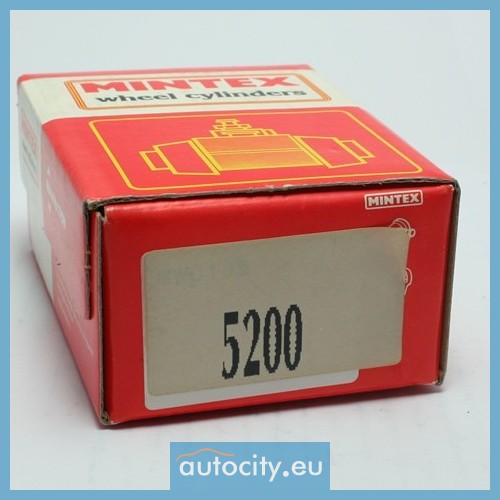 MINTEX
wheel cylinders
MINTEX
5200
autocity.eu